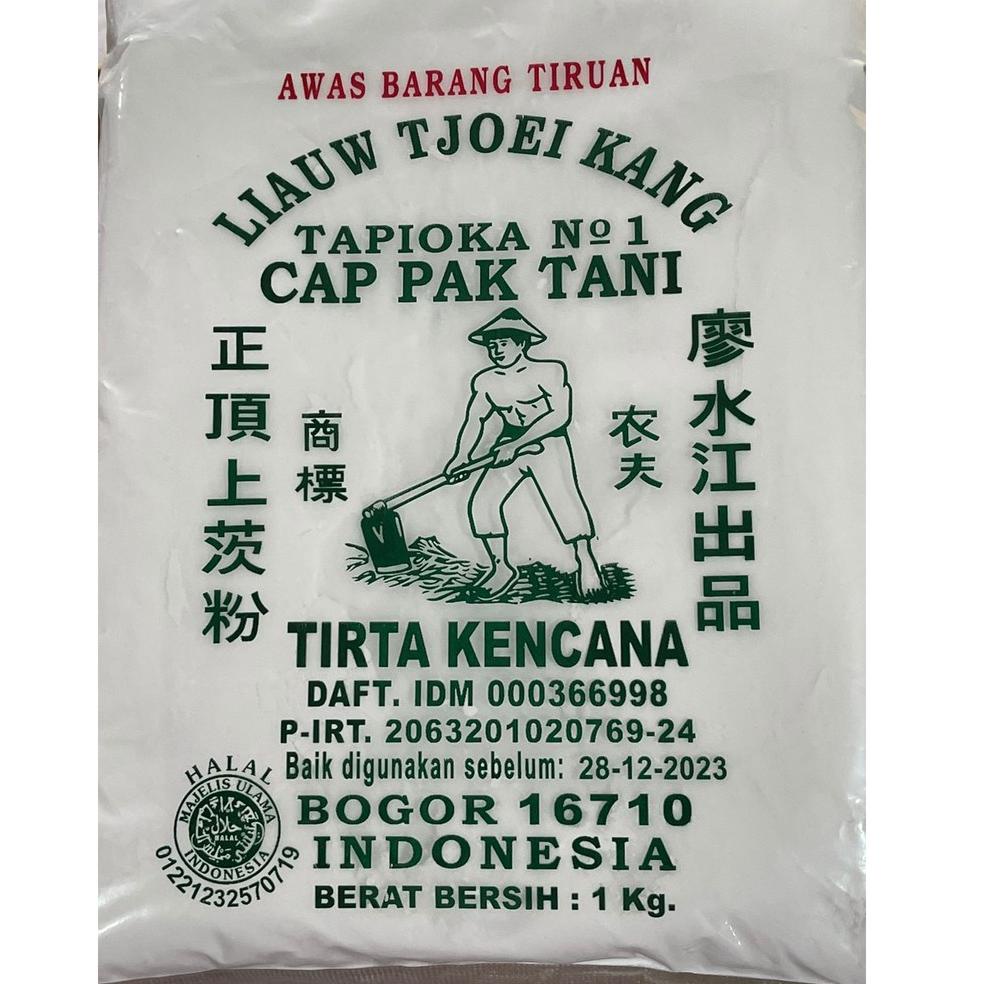 AWAS BARANG TIRUAN
LIAUW TJOEI KANG
TAPIOKA Nº 1
CAP PAK TANI
正頂上茨粉
商標
农夫
廖水江出品
V
TIRTA KENCANA
DAFT. IDM 000366998
P-IRT. 2063201020769-24
Baik digunakan sebelum: 28-12-2023
HALAL
MAJELIS ULAMA
حلال
HALAL
INDONESIA
01221232570719
BOGOR 16710
INDONESIA
BERAT BERSIH : 1 Kg.